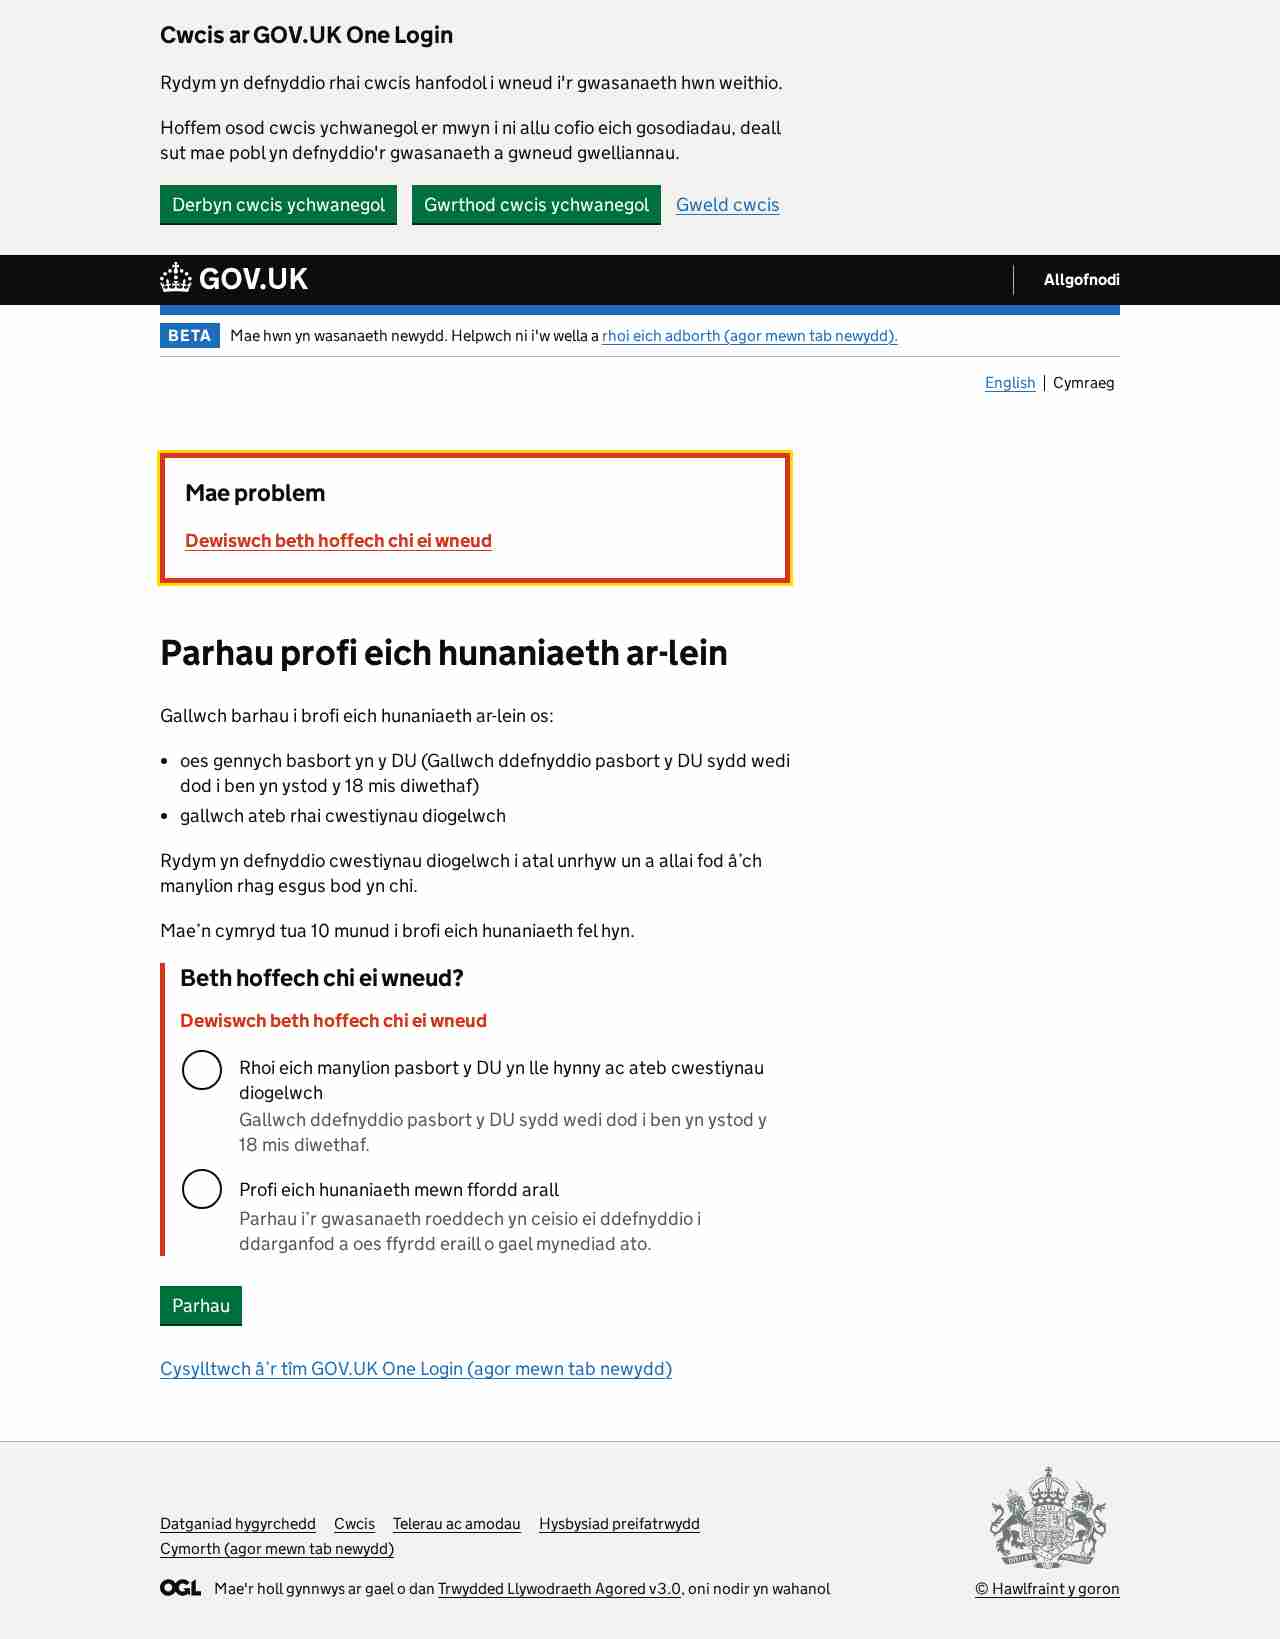 Cwcis ar GOV.UK One Login
Rydym yn defnyddio rhai cwcis hanfodol i wneud i'r gwasanaeth hwn weithio.
Hoffem osod cwcis ychwanegol er mwyn i ni allu cofio eich gosodiadau, deall
sut mae pobl yn defnyddio'r gwasanaeth a gwneud gwelliannau.
Derbyn cwcis ychwanegol Gwrthod cwcis ychwanegol Gweld cwcis
GOV.UK Allgofnodi
BETA Mae hwn yn wasanaeth newydd. Helpwch ni i'w wella a rhoi eich adborth (agor mewn tab newydd).
English Cymraeg
Mae problem
Dewiswch beth hoffech chi ei wneud
Parhau profi eich hunaniaeth ar-lein
Gallwch barhau i brofi eich hunaniaeth ar-lein os:
• oes gennych basbort yn y DU (Gallwch ddefnyddio pasbort y DU sydd wedi
dod i ben yn ystod y 18 mis diwethaf)
• gallwch ateb rhai cwestiynau diogelwch
Rydym yn defnyddio cwestiynau diogelwch i atal unrhyw un a allai fod â’ch
manylion rhag esgus bod yn chi.
Mae’n cymryd tua 10 munud i brofi eich hunaniaeth fel hyn.
Beth hoffech chi ei wneud?
Dewiswch beth hoffech chi ei wneud
Rhoi eich manylion pasbort y DU yn lle hynny ac ateb cwestiynau
diogelwch
Gallwch ddefnyddio pasbort y DU sydd wedi dod i ben yn ystod y
18 mis diwethaf.
Profi eich hunaniaeth mewn ffordd arall
Parhau i’r gwasanaeth roeddech yn ceisio ei ddefnyddio i
ddarganfod a oes ffyrdd eraill o gael mynediad ato.
Parhau
Cysylltwch â’r tîm GOV.UK One Login (agor mewn tab newydd)
Datganiad hygyrchedd Cwcis Telerau ac amodau Hysbysiad preifatrwydd
Cymorth (agor mewn tab newydd)
OGL Mae'r holl gynnwys ar gael o dan Trwydded Llywodraeth Agored v3.0, oni nodir yn wahanol
© Hawlfraint y goron